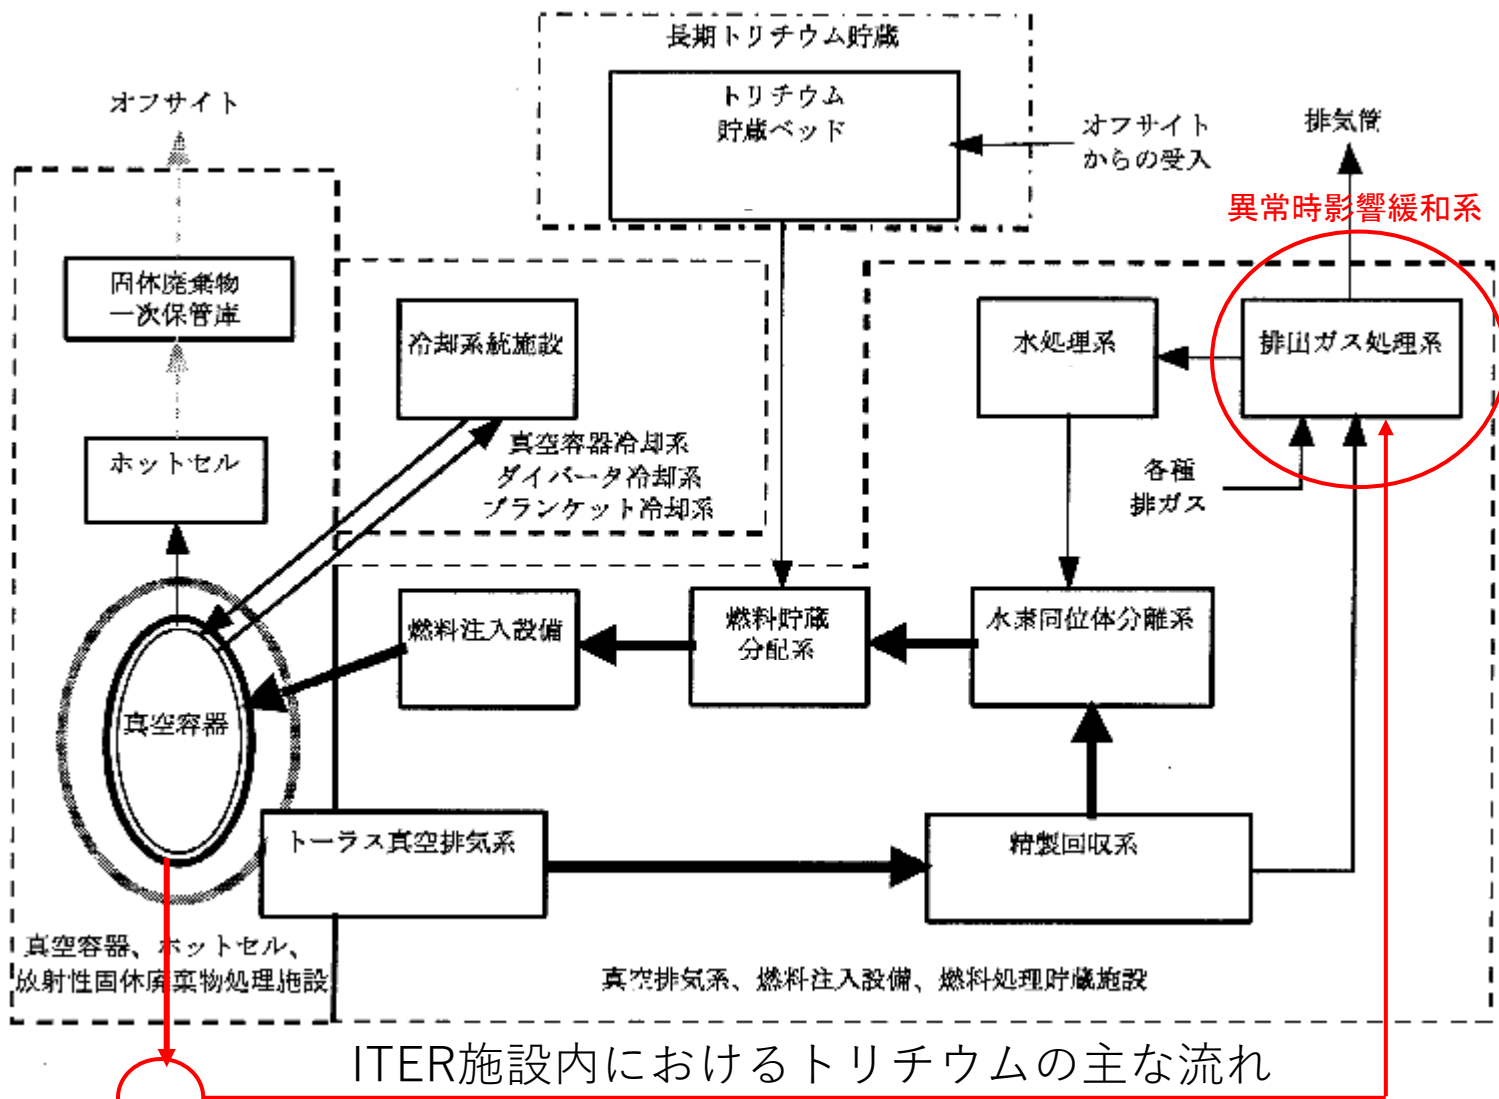 長期トリチウム貯蔵
トリチウム
貯蔵ベッド
オフサイト
オフサイト
からの受入
排気筒
異常時影響緩和系
固体廃棄物
一次保管庫
冷却系統施設
水処理系
排出ガス処理系
ホットセル
真空容器冷却系
ダイバータ冷却系
ブランケット冷却系
各種
排ガス
燃料注入設備
燃料貯蔵
分配系
水素同位体分離系
真空容器
トーラス真空排気系
精製回収系
真空容器、ホットセル、
放射性固体廃棄物処理施設
真空排気系、燃料注入設備、燃料処理貯蔵施設
ITER施設内におけるトリチウムの主な流れ